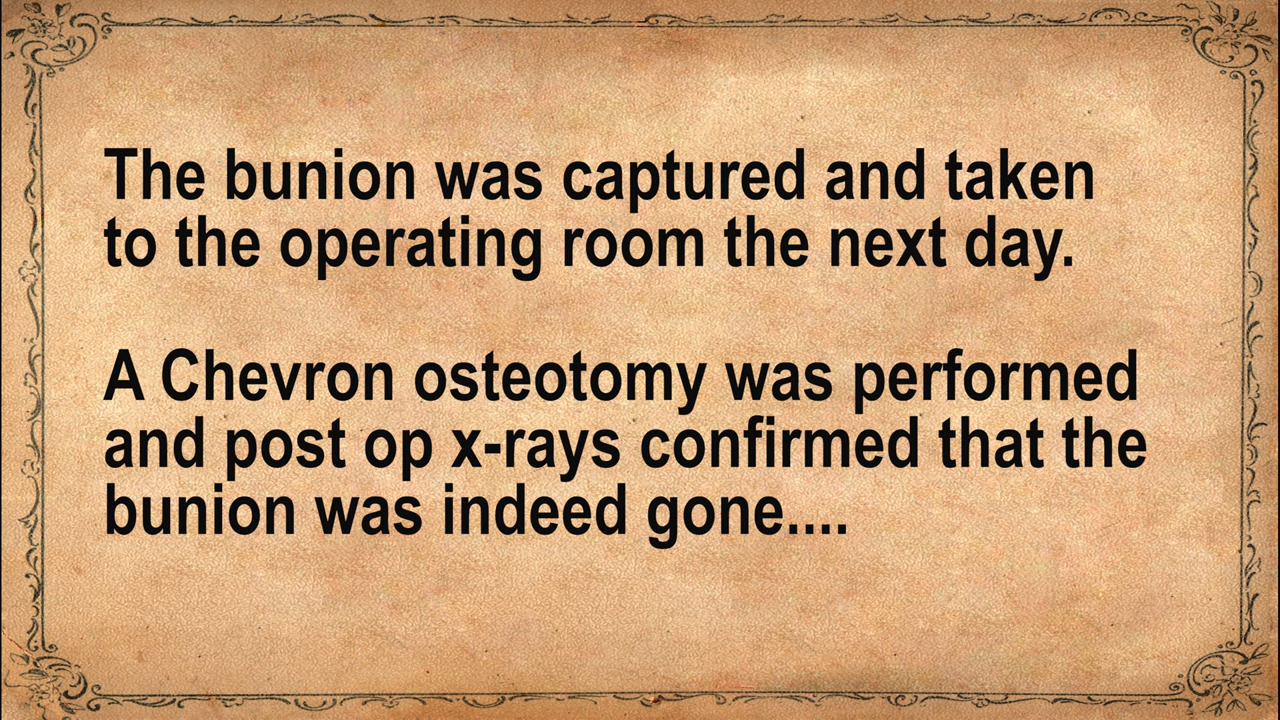 The bunion was captured and taken
to the operating room the next day.
A Chevron osteotomy was performed
and post op x-rays confirmed that the
bunion was indeed gone....